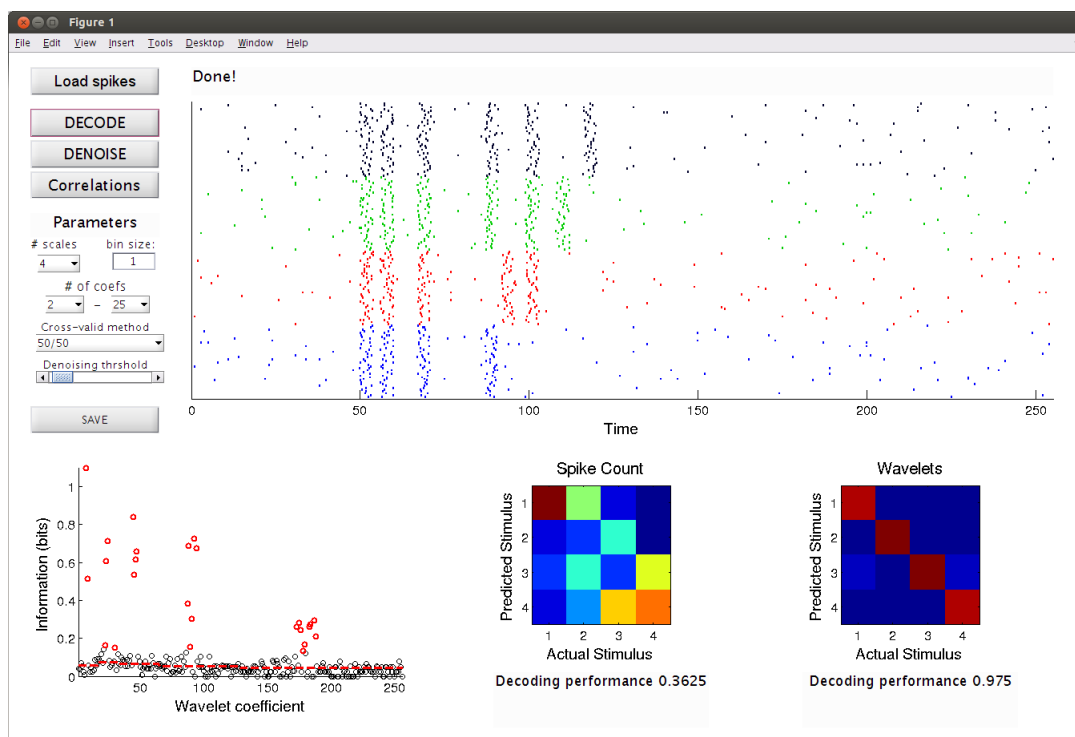 Figure 1
File Edit View Insert Tools Desktop Window Help
Load spikes
Done!
DECODE
DENOISE
Correlations
Parameters
# scales bin size:
4 1
# of coefs
2 - 25
Cross-valid method
50/50
Denoising thrshold
SAVE
0 50 100 150 200 250
Time
Information (bits)
1
0.8
0.6
0.4
0.2
0
50 100 150 200 250
Wavelet coefficient
Spike Count
Predicted Stimulus
1
2
3
4
1 2 3 4
Actual Stimulus
Decoding performance 0.3625
Wavelets
Predicted Stimulus
1
2
3
4
1 2 3 4
Actual Stimulus
Decoding performance 0.975